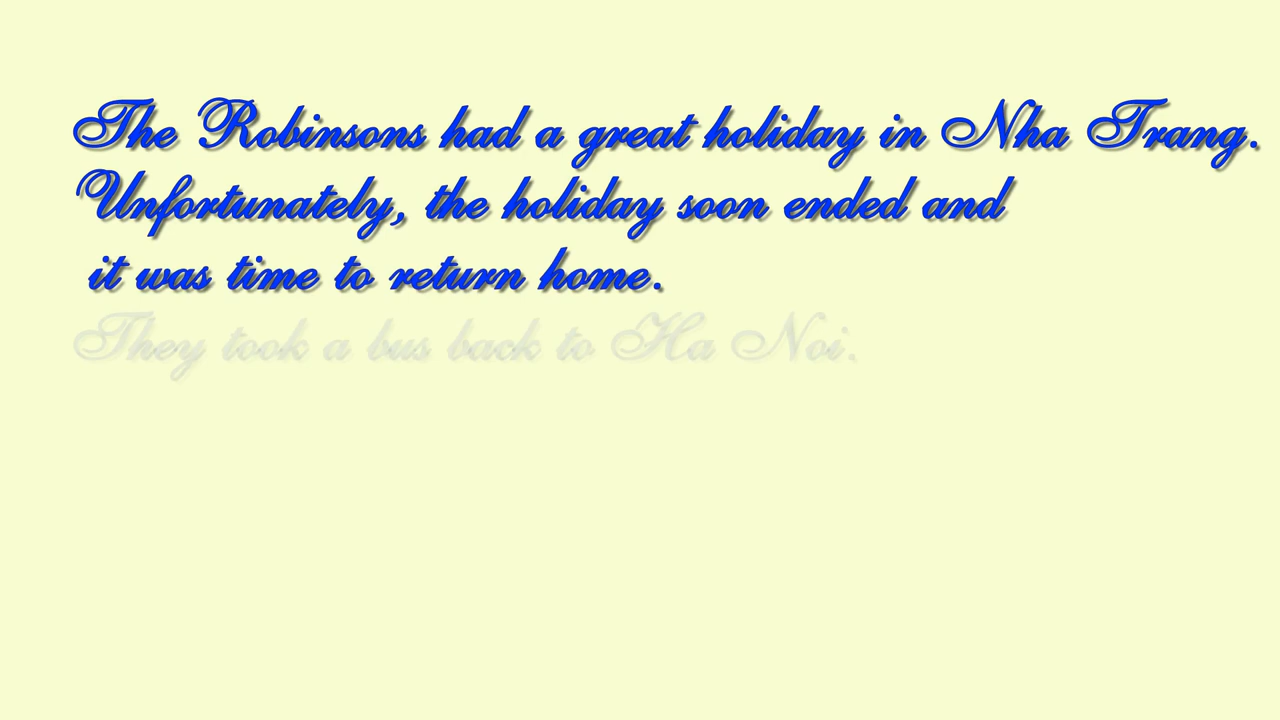 The Robinsons had a great holiday in Nha Trang.
Unfortunately, the holiday soon ended and
it was time to return home.
They took a bus back to Ha Noi.